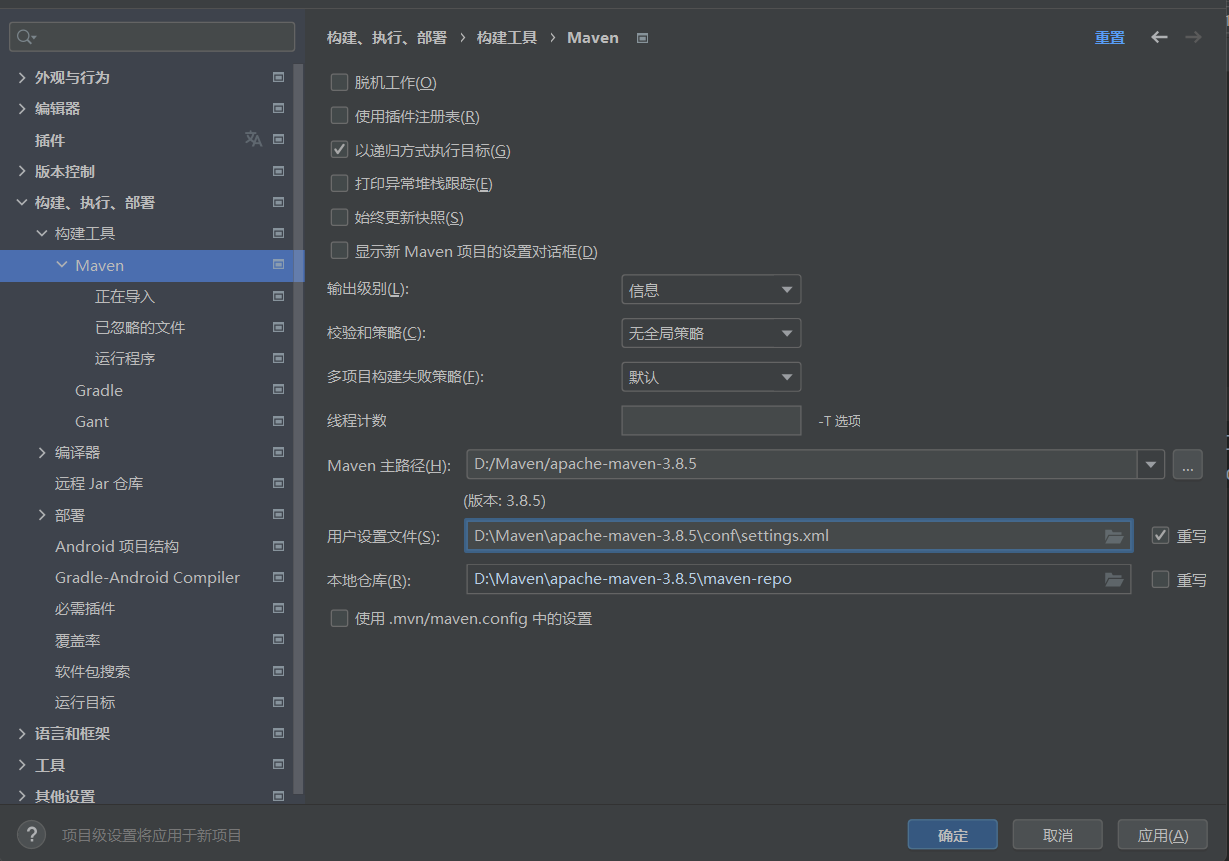 构建、执行、部署 › 构建工具 › Maven 重置
外观与行为
编辑器
插件
版本控制
构建、执行、部署
构建工具
Maven
正在导入
已忽略的文件
运行程序
Gradle
Gant
编译器
远程 Jar 仓库
部署
Android 项目结构
Gradle-Android Compiler
必需插件
覆盖率
软件包搜索
运行目标
语言和框架
工具
其他设置
脱机工作(O)
使用插件注册表(R)
以递归方式执行目标(G)
打印异常堆栈跟踪(E)
始终更新快照(S)
显示新 Maven 项目的设置对话框(D)
输出级别(L): 信息
校验和策略(C): 无全局策略
多项目构建失败策略(F): 默认
线程计数 -T 选项
Maven 主路径(H): D:/Maven/apache-maven-3.8.5 ...
(版本: 3.8.5)
用户设置文件(S): D:\Maven\apache-maven-3.8.5\conf\settings.xml 重写
本地仓库(R): D:\Maven\apache-maven-3.8.5\maven-repo 重写
使用 .mvn/maven.config 中的设置
? 项目级设置将应用于新项目 确定 取消 应用(A)